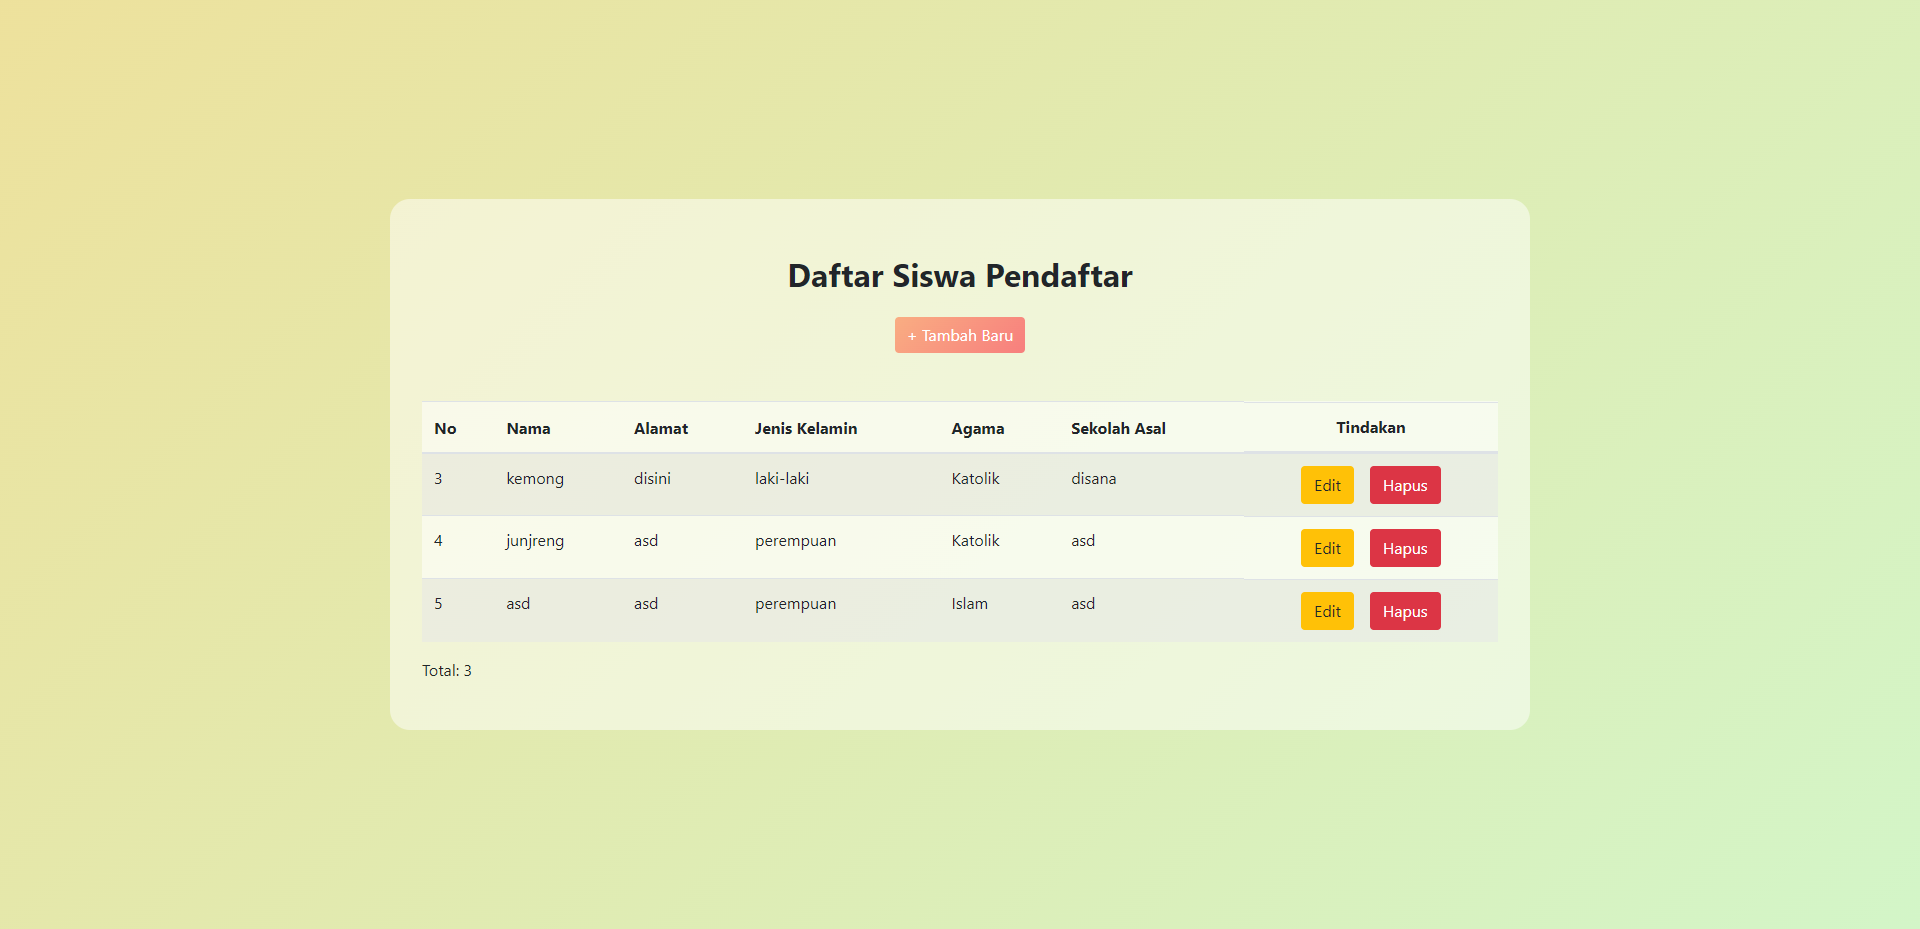 Daftar Siswa Pendaftar
+ Tambah Baru
No Nama Alamat Jenis Kelamin Agama Sekolah Asal Tindakan
3 kemong disini laki-laki Katolik disana Edit Hapus
4 junjreng asd perempuan Katolik asd Edit Hapus
5 asd asd perempuan Islam asd Edit Hapus
Total: 3